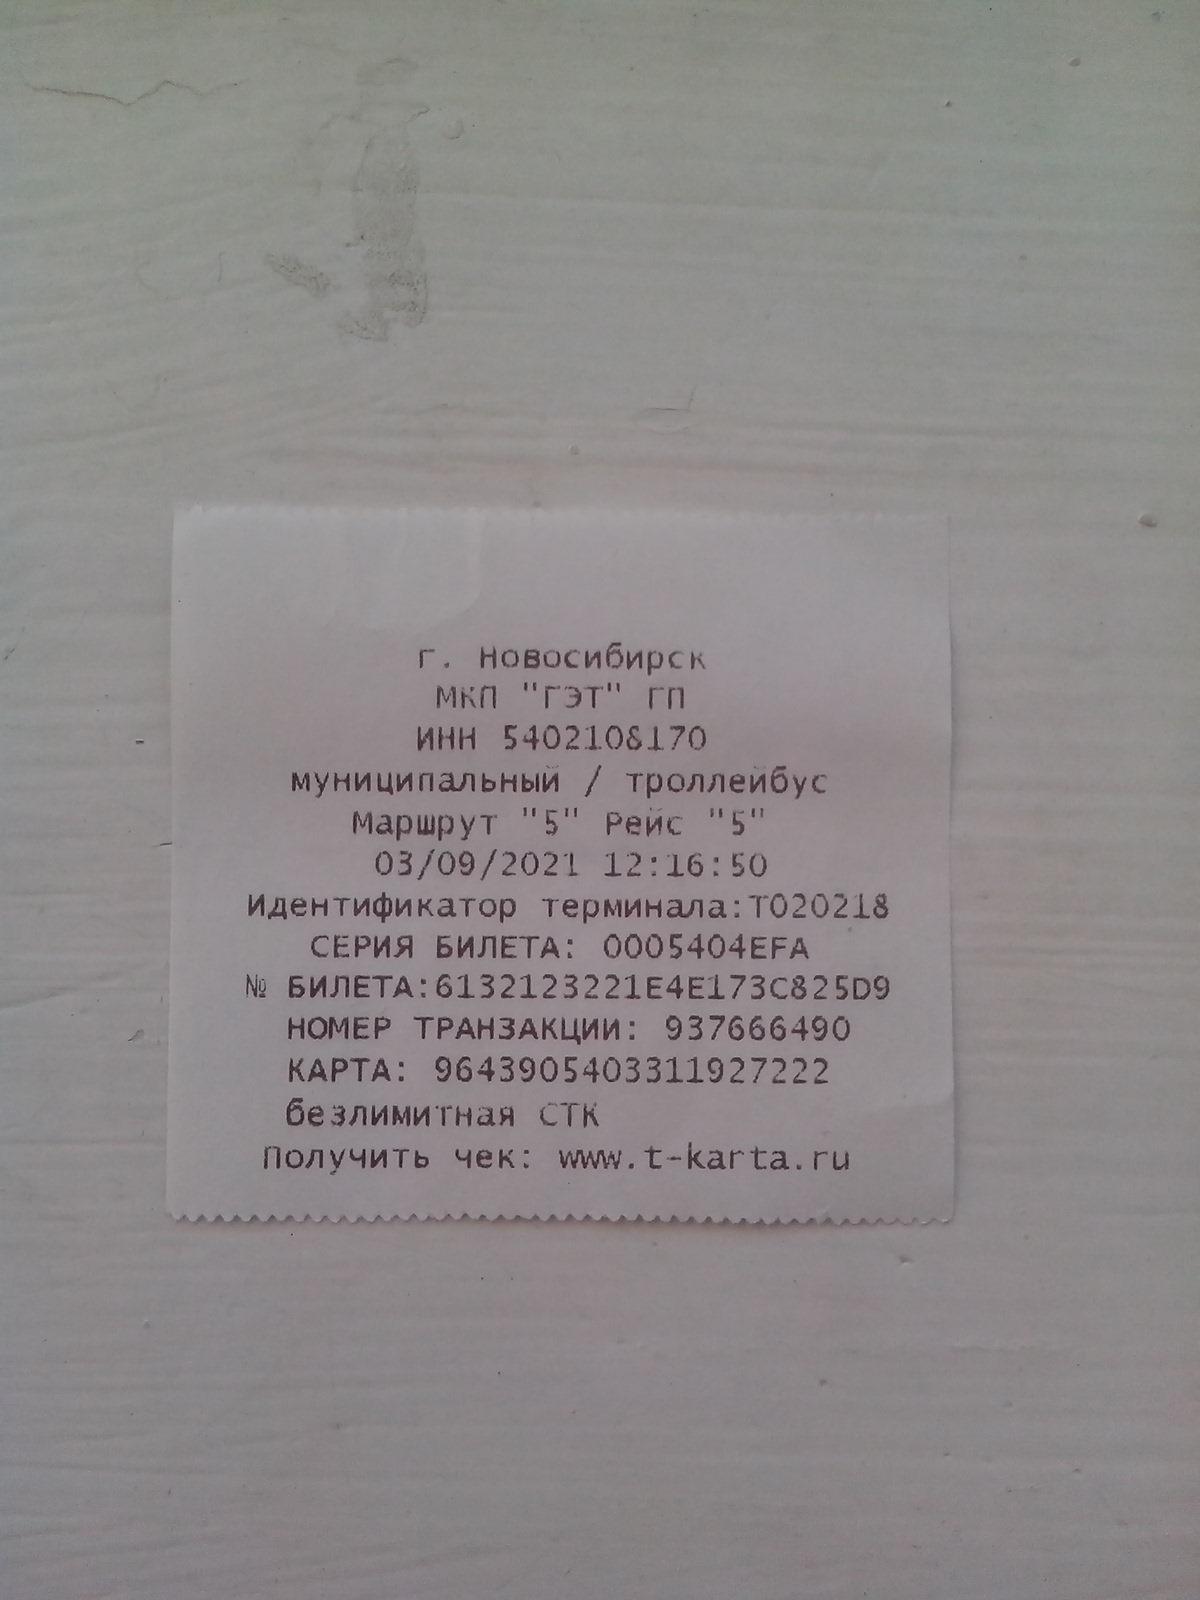 г. Новосибирск
МКП "ГЭТ" ГП
ИНН 5402108170
муниципальный / троллейбус
Маршрут "5" Рейс "5"
03/09/2021 12:16:50
Идентификатор терминала:Т020218
СЕРИЯ БИЛЕТА: 0005404EFA
№ БИЛЕТА:6132123221E4E173C825D9
НОМЕР ТРАНЗАКЦИИ: 937666490
КАРТА: 9643905403311927222
безлимитная СТК
Получить чек: www.t-karta.ru